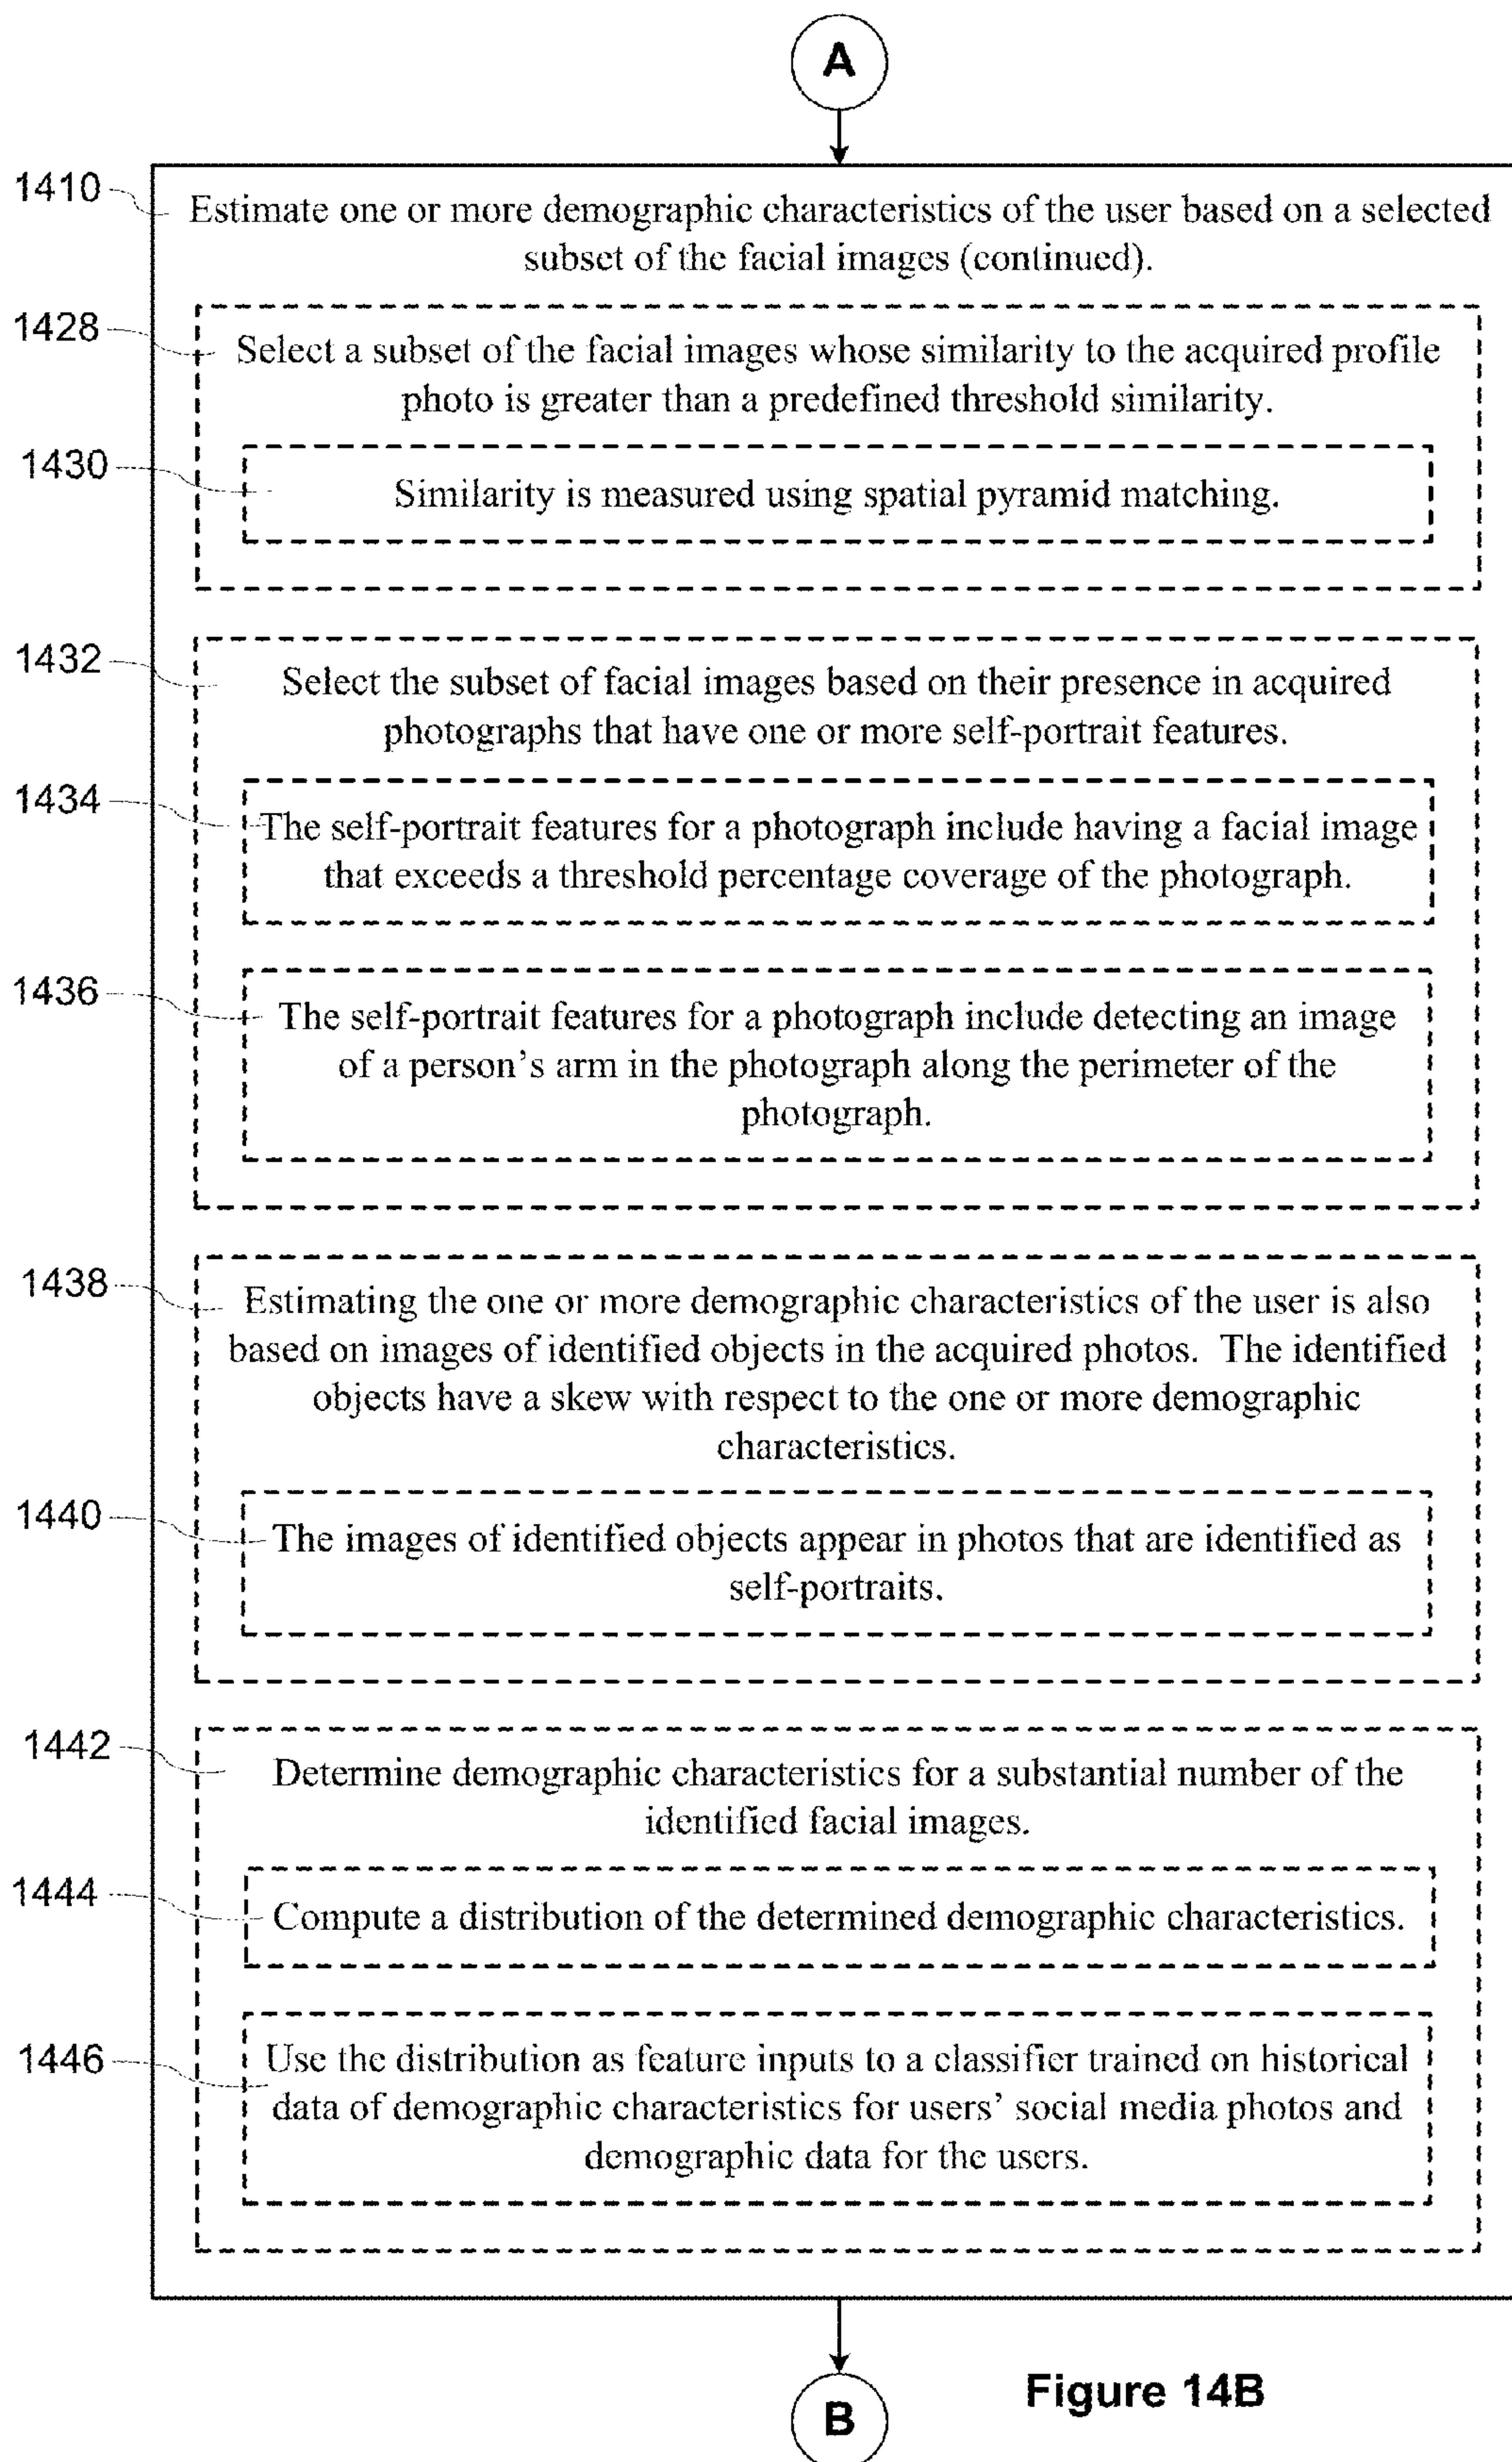 A
1410
Estimate one or more demographic characteristics of the user based on a selected
subset of the facial images (continued).
1428
Select a subset of the facial images whose similarity to the acquired profile
photo is greater than a predefined threshold similarity.
1430
Similarity is measured using spatial pyramid matching.
1432
Select the subset of facial images based on their presence in acquired
photographs that have one or more self-portrait features.
1434
The self-portrait features for a photograph include having a facial image
that exceeds a threshold percentage coverage of the photograph.
1436
The self-portrait features for a photograph include detecting an image
of a person's arm in the photograph along the perimeter of the
photograph.
1438
Estimating the one or more demographic characteristics of the user is also
based on images of identified objects in the acquired photos. The identified
objects have a skew with respect to the one or more demographic
characteristics.
1440
The images of identified objects appear in photos that are identified as
self-portraits.
1442
Determine demographic characteristics for a substantial number of the
identified facial images.
1444
Compute a distribution of the determined demographic characteristics.
1446
Use the distribution as feature inputs to a classifier trained on historical
data of demographic characteristics for users' social media photos and
demographic data for the users.
B
Figure 14B